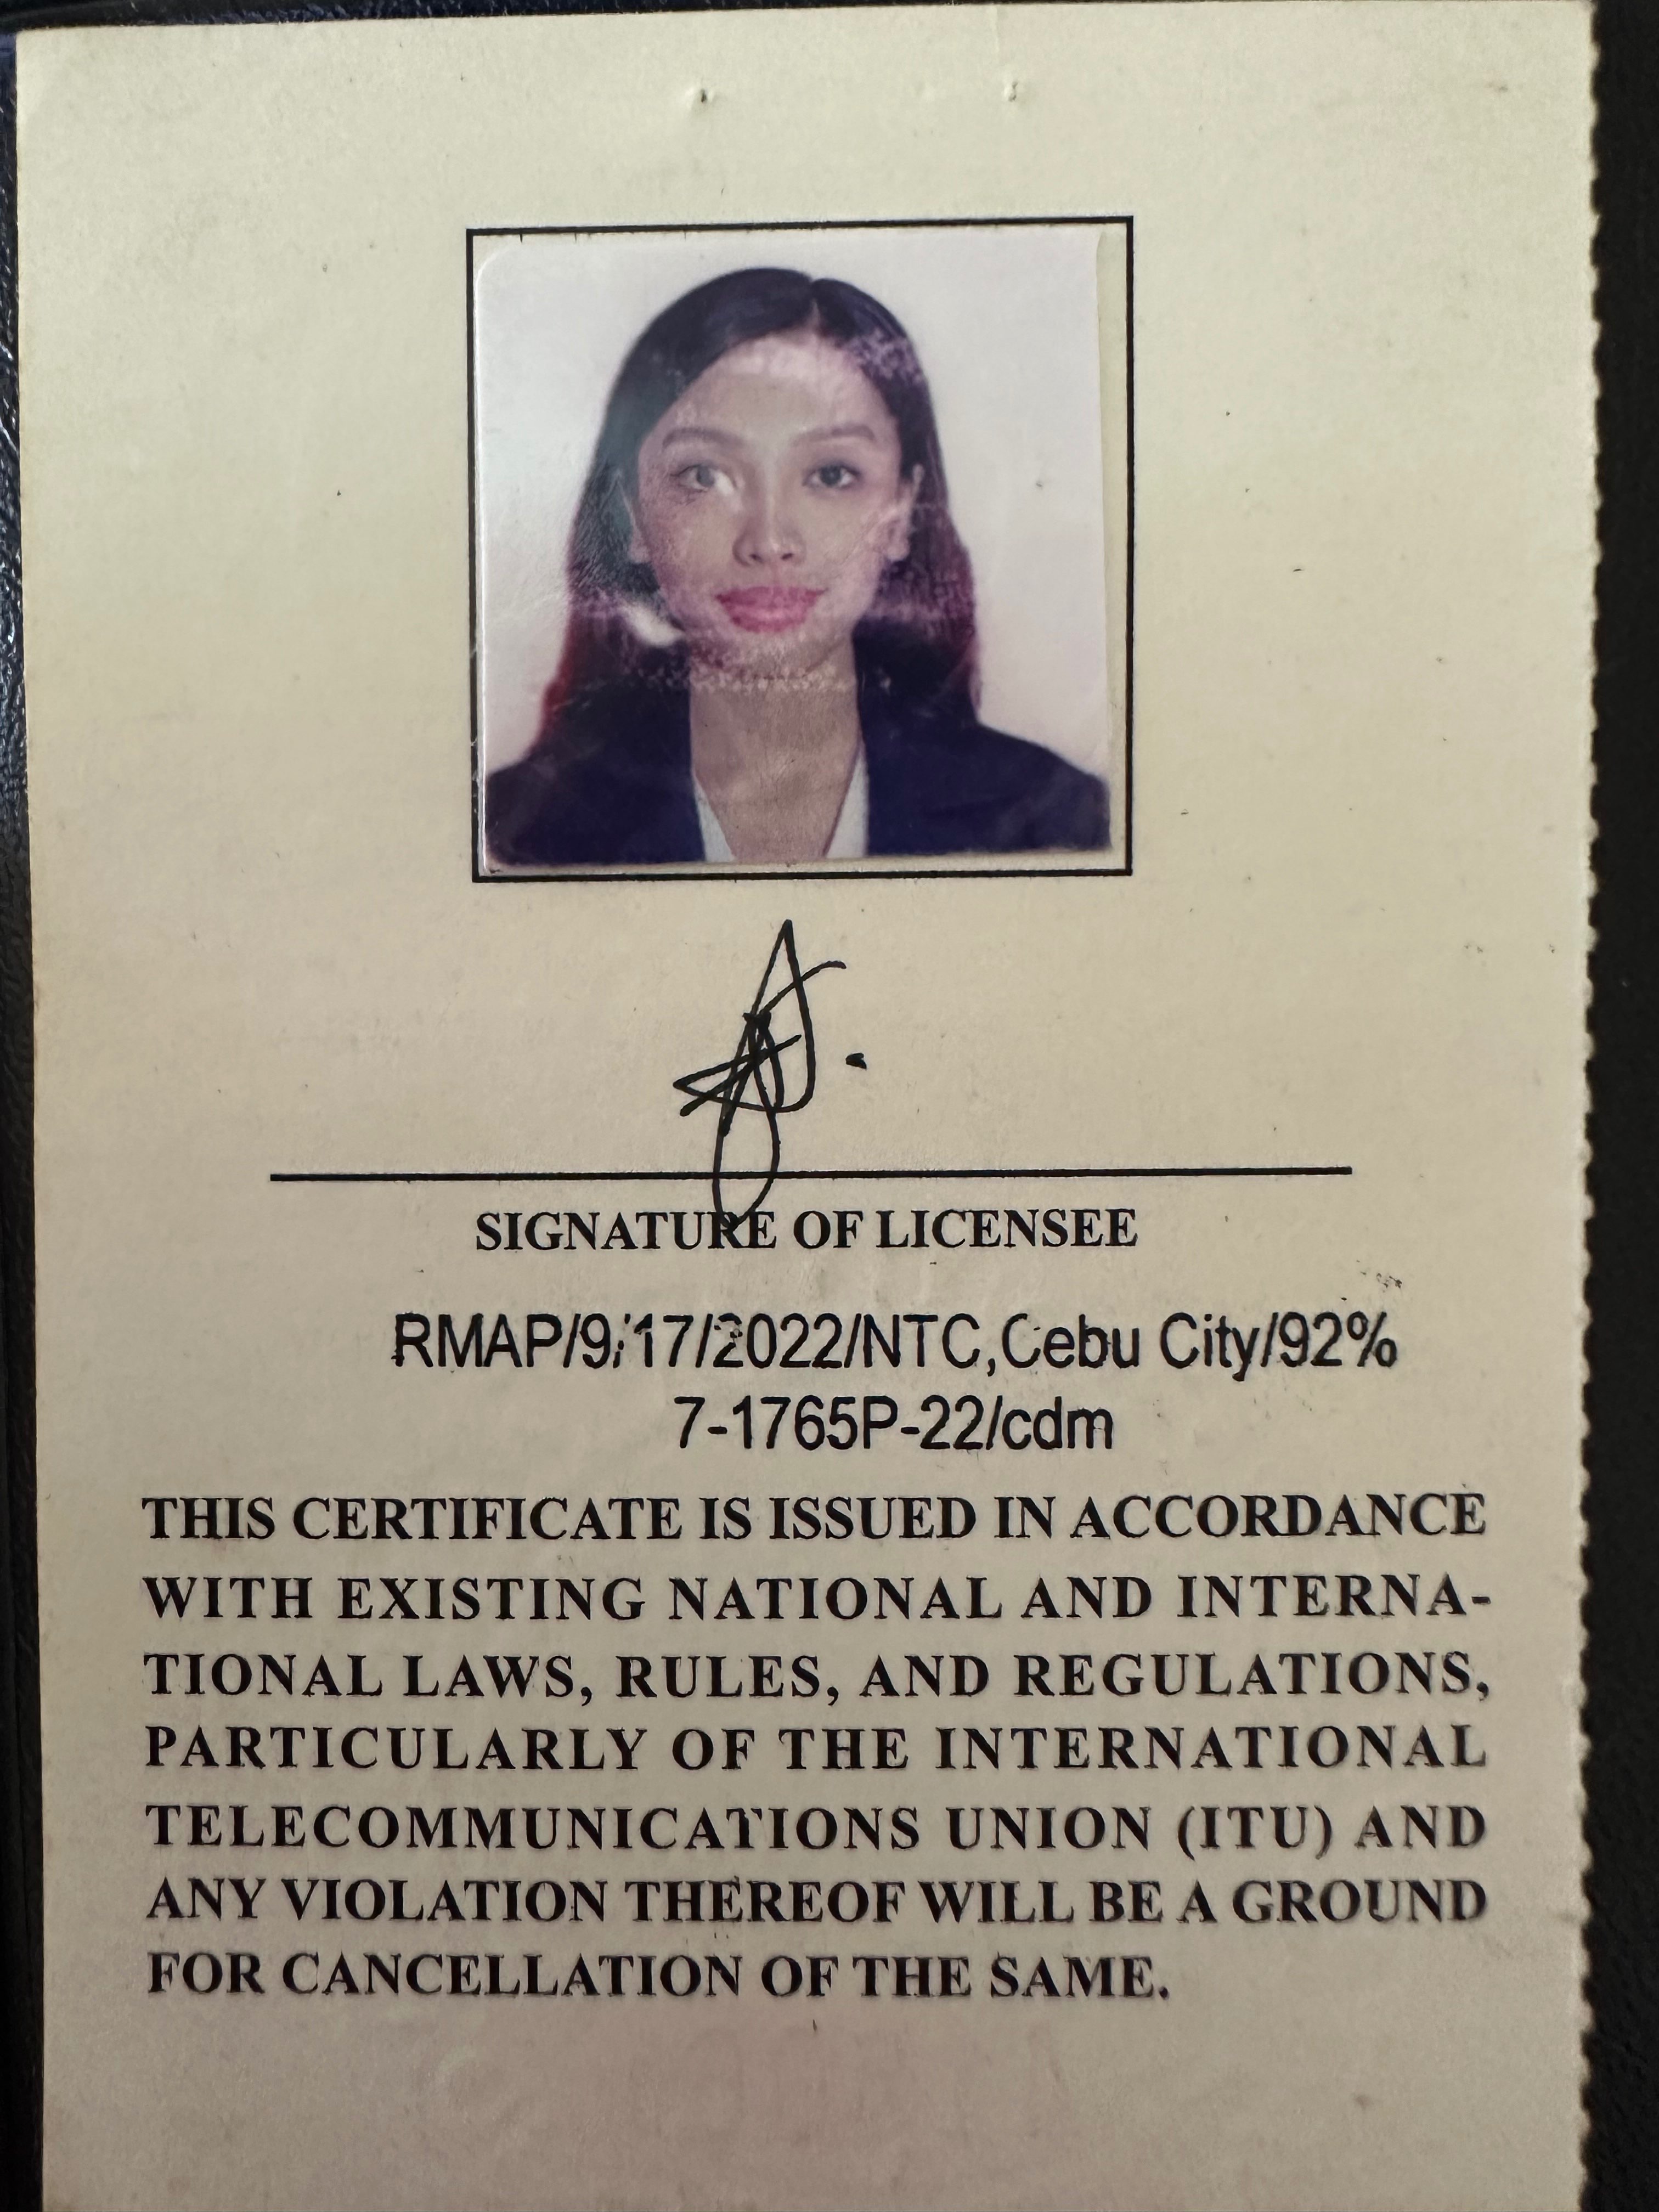 SIGNATURE OF LICENSEE
RMAP/9/17/2022/NTC,Cebu City/92%
7-1765P-22/cdm
THIS CERTIFICATE IS ISSUED IN ACCORDANCE
WITH EXISTING NATIONAL AND INTERNA-
TIONAL LAWS, RULES, AND REGULATIONS,
PARTICULARLY OF THE INTERNATIONAL
TELECOMMUNICATIONS UNION (ITU) AND
ANY VIOLATION THEREOF WILL BE A GROUND
FOR CANCELLATION OF THE SAME.